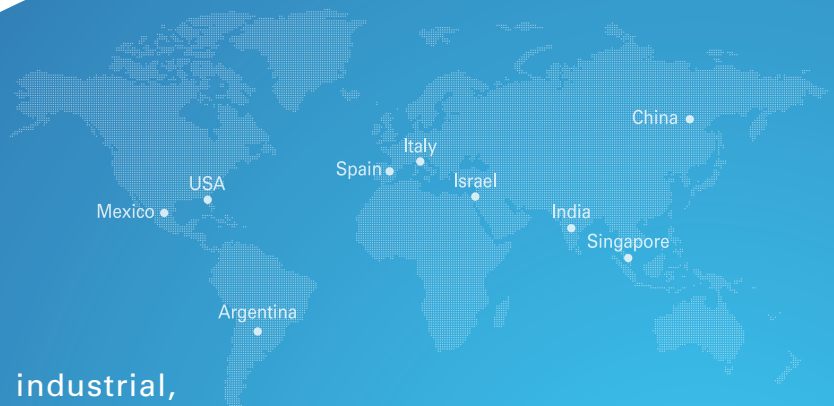 China
Italy
Spain
Israel
USA
Mexico
India
Singapore
Argentina
industrial,